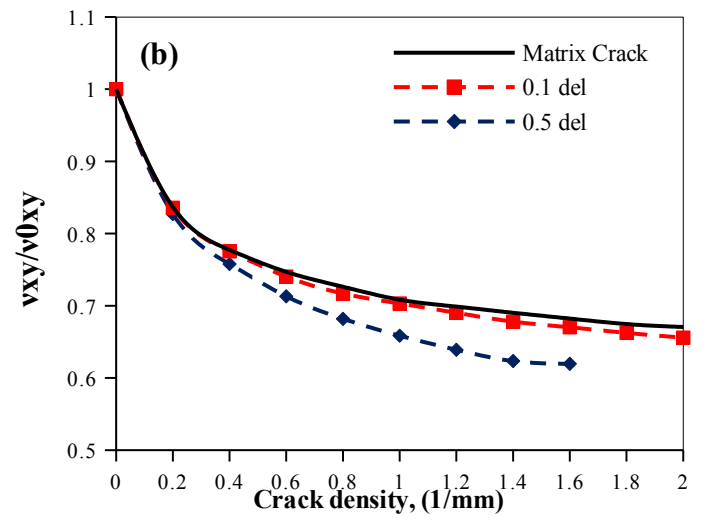 1.1
(b)
Matrix Crack
0.1 del
0.5 del
1
0.9
0.8
0.7
0.6
0.5
νxy/ν0xy
0 0.2 0.4 0.6 0.8 1 1.2 1.4 1.6 1.8 2
Crack density, (1/mm)